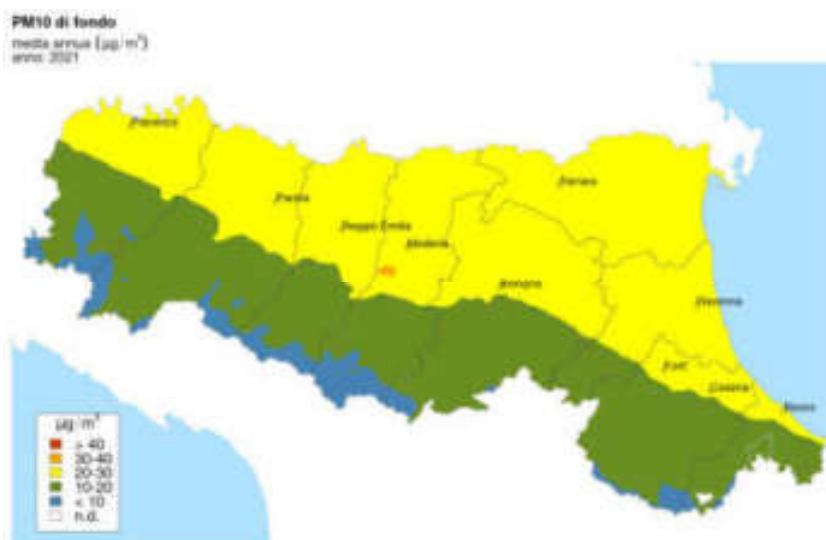 PM10 di fondo
media annua (µg/m³)
anno: 2021
Piacenza
Parma
Reggio Emilia
Modena
Ferrara
Bologna
Ravenna
Forlì
Cesena
Rimini
µg/m³
> 40
30-40
20-30
10-20
< 10
n.d.